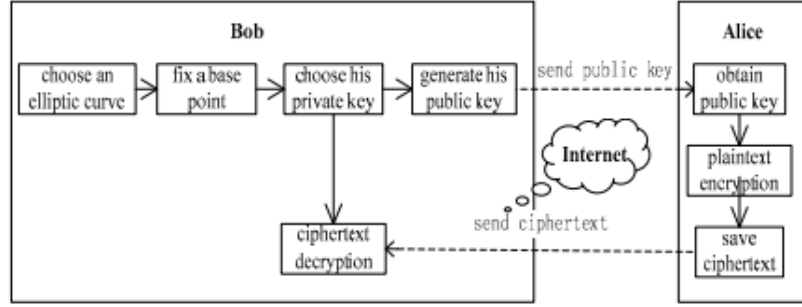 Bob
Alice
choose an
elliptic curve
fix a base
point
choose his
private key
generate his
public key
send public key
obtain
public key
Internet
plaintext
encryption
send ciphertext
ciphertext
decryption
save
ciphertext